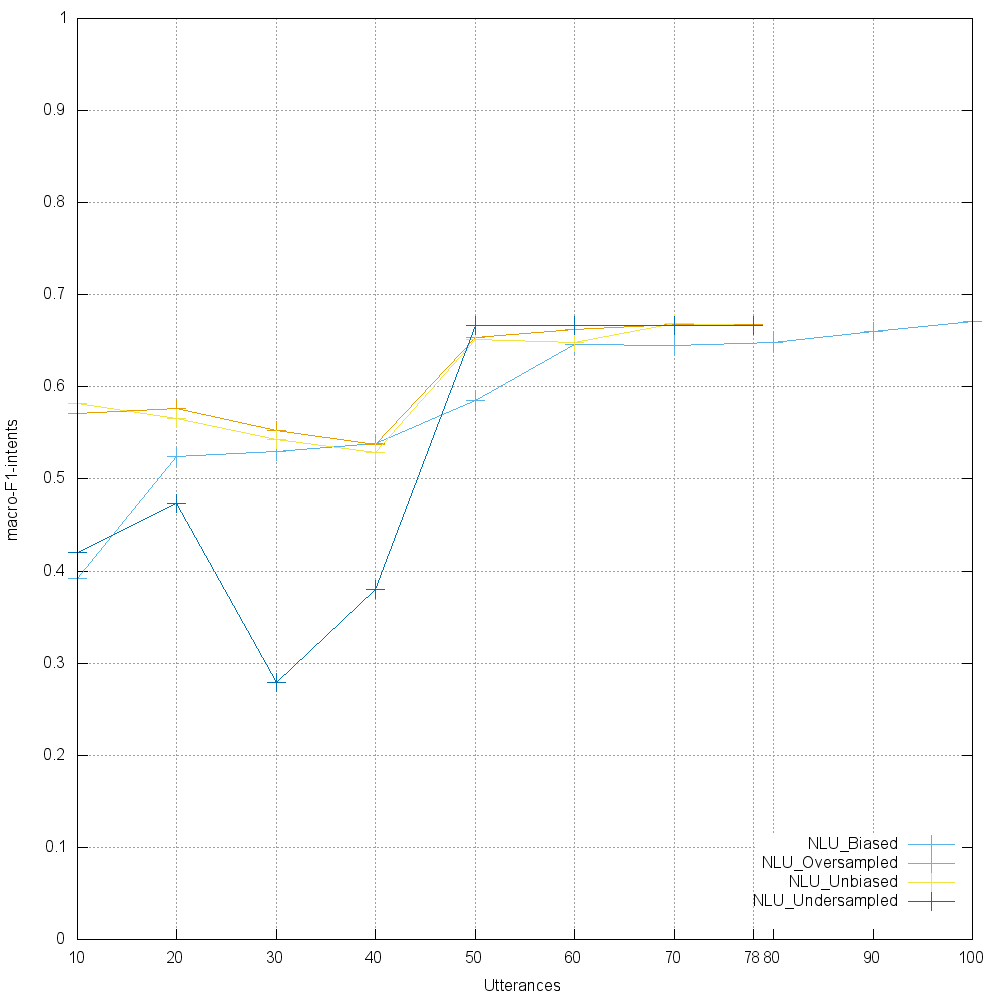 1
0.9
0.8
0.7
0.6
0.5
0.4
0.3
0.2
0.1
0
macro-F1-intents
NLU_Biased
NLU_Oversampled
NLU_Unbiased
NLU_Undersampled
10 20 30 40 50 60 70 78 80 90 100
Utterances